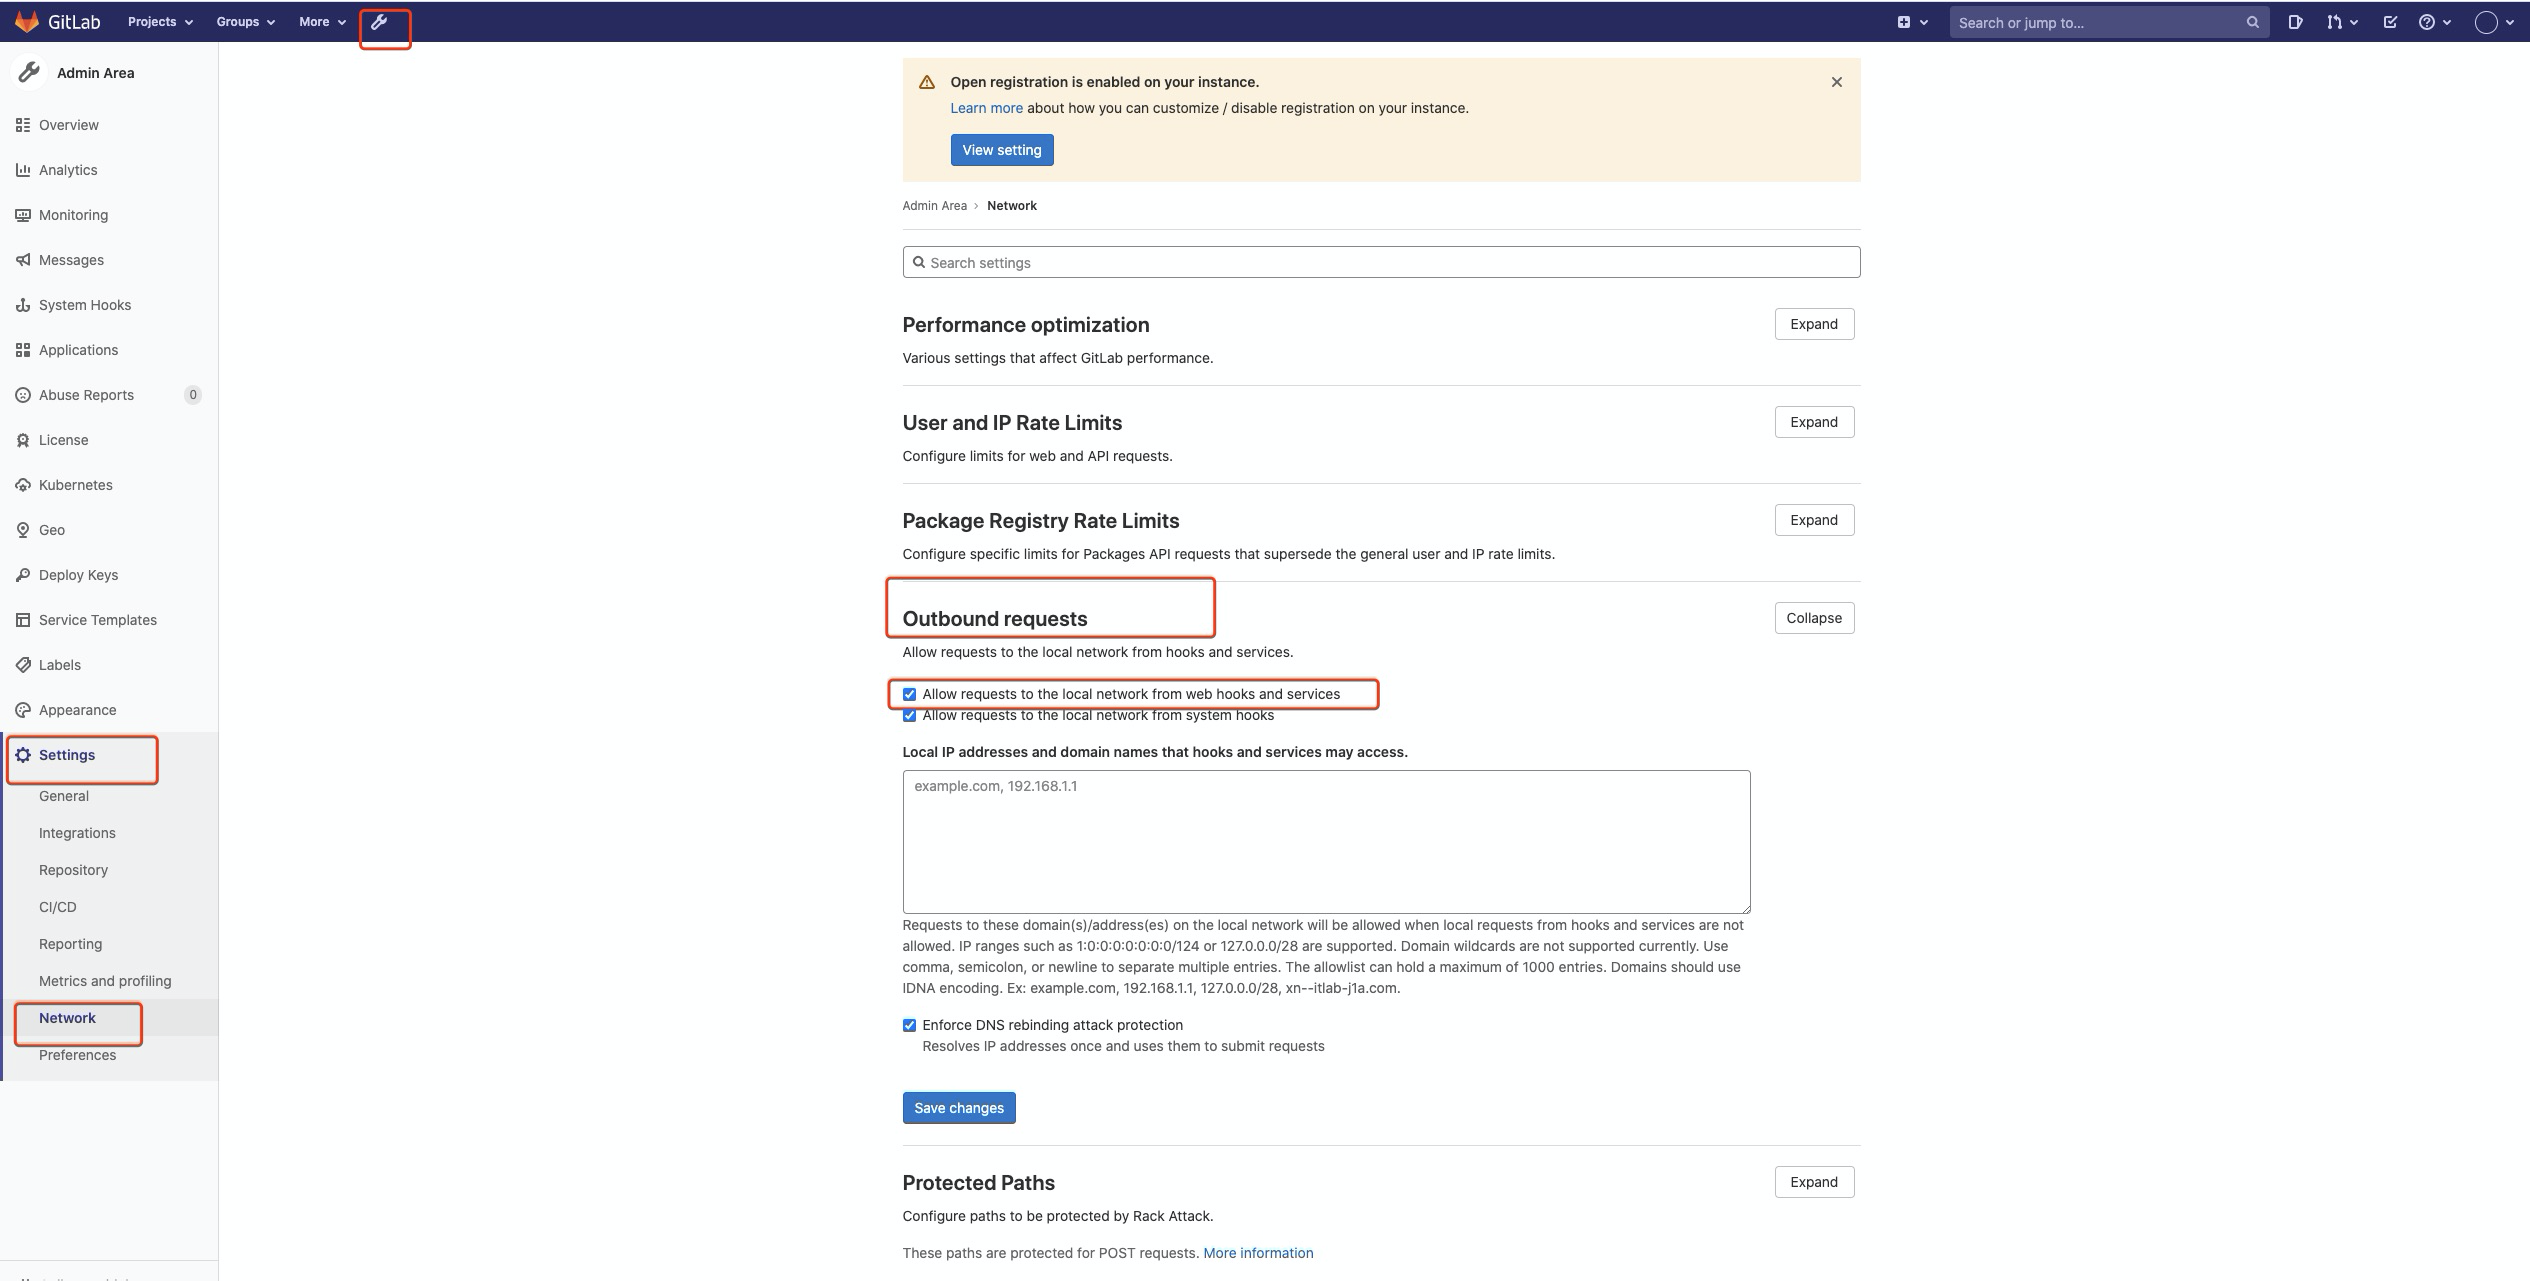 GitLab
Projects
Groups
More
Search or jump to...
Admin Area
Overview
Analytics
Monitoring
Messages
System Hooks
Applications
Abuse Reports 0
License
Kubernetes
Geo
Deploy Keys
Service Templates
Labels
Appearance
Settings
General
Integrations
Repository
CI/CD
Reporting
Metrics and profiling
Network
Preferences
Open registration is enabled on your instance.
Learn more about how you can customize / disable registration on your instance.
View setting
Admin Area › Network
Search settings
Performance optimization
Expand
Various settings that affect GitLab performance.
User and IP Rate Limits
Expand
Configure limits for web and API requests.
Package Registry Rate Limits
Expand
Configure specific limits for Packages API requests that supersede the general user and IP rate limits.
Outbound requests
Collapse
Allow requests to the local network from hooks and services.
Allow requests to the local network from web hooks and services
Allow requests to the local network from system hooks
Local IP addresses and domain names that hooks and services may access.
example.com, 192.168.1.1
Requests to these domain(s)/address(es) on the local network will be allowed when local requests from hooks and services are not
allowed. IP ranges such as 1:0:0:0:0:0:0:0/124 or 127.0.0.0/28 are supported. Domain wildcards are not supported currently. Use
comma, semicolon, or newline to separate multiple entries. The allowlist can hold a maximum of 1000 entries. Domains should use
IDNA encoding. Ex: example.com, 192.168.1.1, 127.0.0.0/28, xn--itlab-j1a.com.
Enforce DNS rebinding attack protection
Resolves IP addresses once and uses them to submit requests
Save changes
Protected Paths
Expand
Configure paths to be protected by Rack Attack.
These paths are protected for POST requests. More information